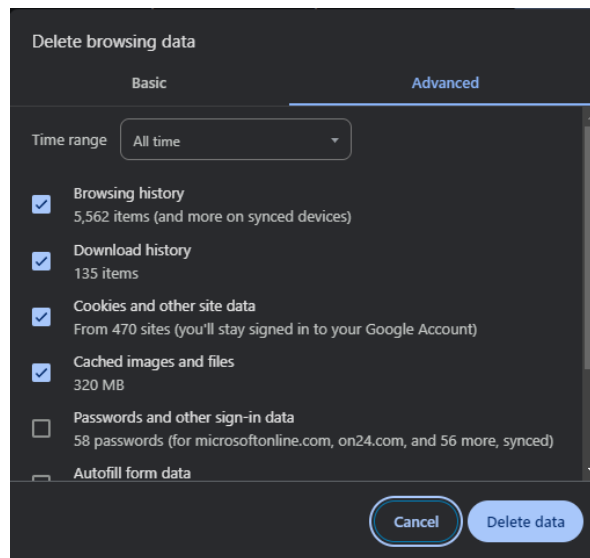 Delete browsing data
Basic
Advanced
Time range
All time
Browsing history
5,562 items (and more on synced devices)
Download history
135 items
Cookies and other site data
From 470 sites (you'll stay signed in to your Google Account)
Cached images and files
320 MB
Passwords and other sign-in data
58 passwords (for microsoftonline.com, on24.com, and 56 more, synced)
Autofill form data
Cancel
Delete data